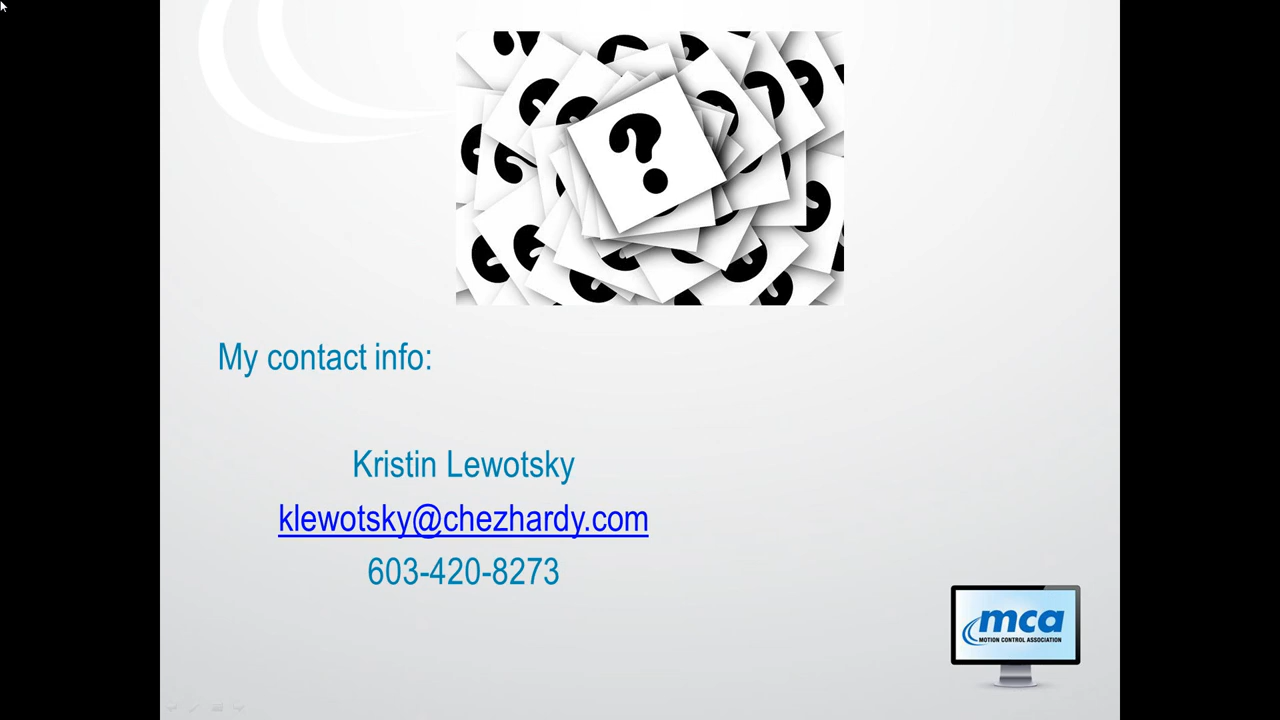 ?
My contact info:
Kristin Lewotsky
klewotsky@chezhardy.com
603-420-8273
mca
MOTION CONTROL ASSOCIATION